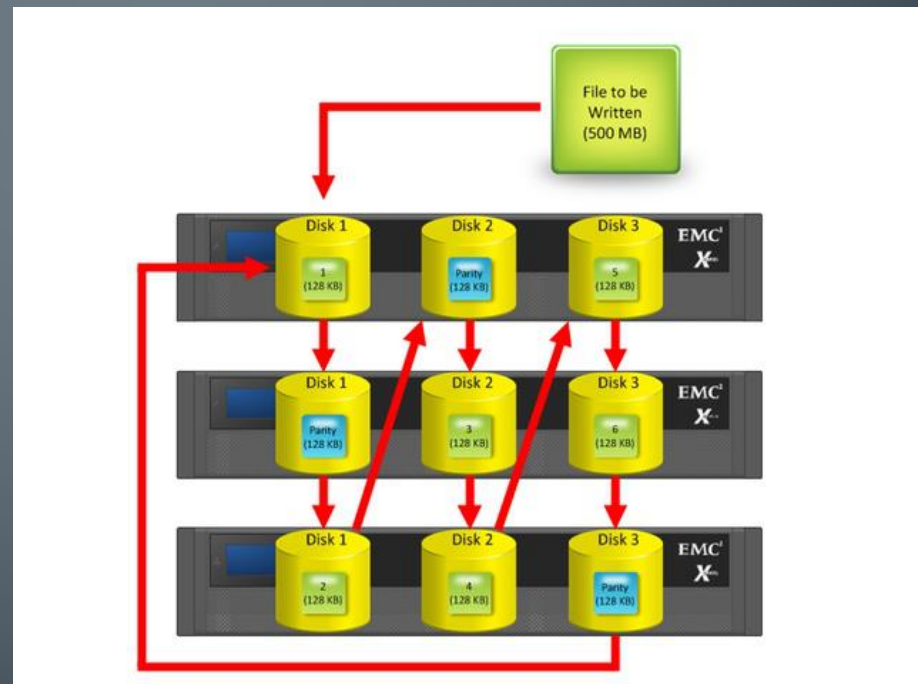 File to be
Written
(500 MB)
Disk 1
Disk 2
Disk 3
EMC²
X
1
(128 KB)
Parity
(128 KB)
5
(128 KB)
Disk 1
Disk 2
Disk 3
EMC²
X
Parity
(128 KB)
3
(128 KB)
6
(128 KB)
Disk 1
Disk 2
Disk 3
EMC²
X
2
(128 KB)
4
(128 KB)
Parity
(128 KB)